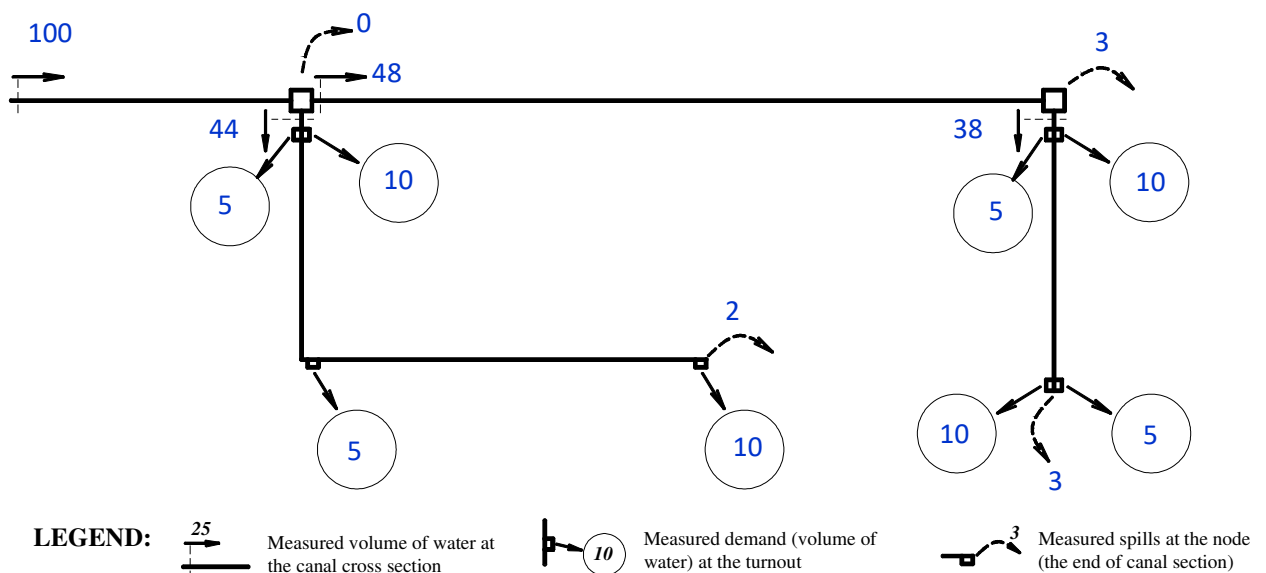 100
0
48
3
44
38
5
10
5
10
2
5
10
10
5
3
LEGEND:
25
Measured volume of water at
the canal cross section
10
Measured demand (volume of
water) at the turnout
3
Measured spills at the node
(the end of canal section)